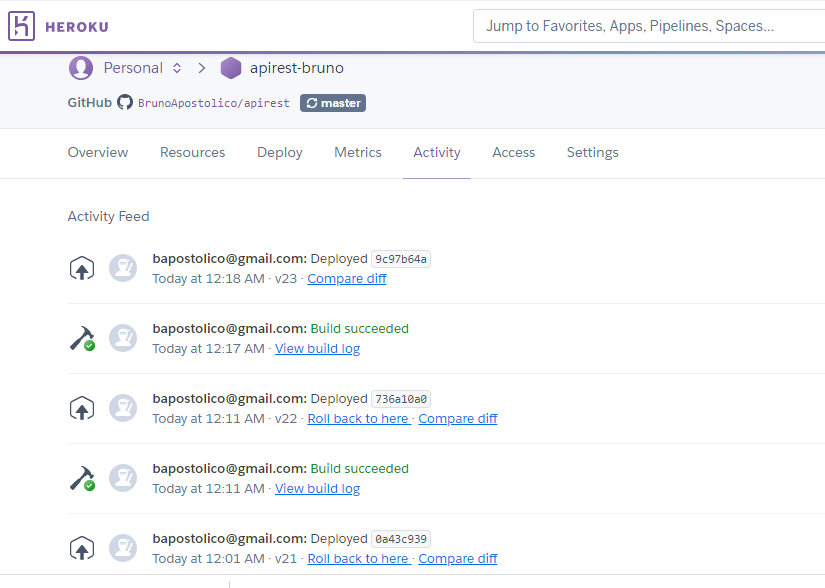 HEROKU
Jump to Favorites, Apps, Pipelines, Spaces...
Personal apirest-bruno
GitHub BrunoApostolico/apirest master
Overview Resources Deploy Metrics Activity Access Settings
Activity Feed
bapostolico@gmail.com: Deployed 9c97b64a
Today at 12:18 AM · v23 · Compare diff
bapostolico@gmail.com: Build succeeded
Today at 12:17 AM · View build log
bapostolico@gmail.com: Deployed 736a10a0
Today at 12:11 AM · v22 · Roll back to here · Compare diff
bapostolico@gmail.com: Build succeeded
Today at 12:11 AM · View build log
bapostolico@gmail.com: Deployed 0a43c939
Today at 12:01 AM · v21 · Roll back to here · Compare diff